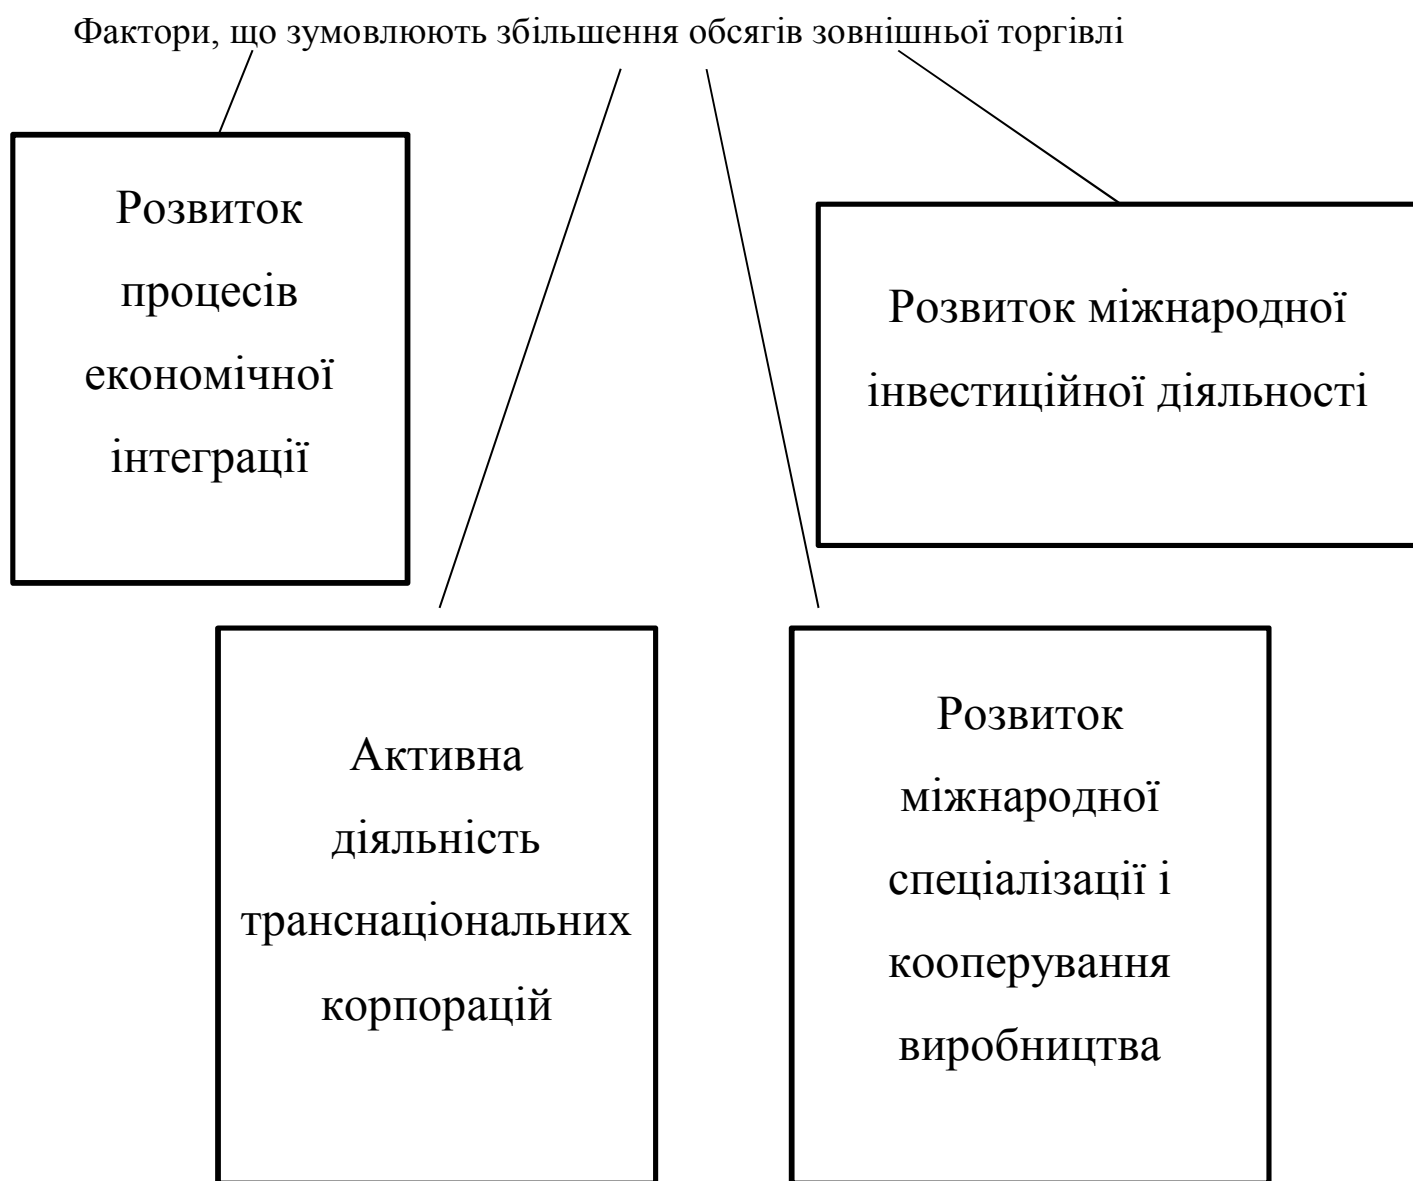 Фактори, що зумовлюють збільшення обсягів зовнішньої торгівлі
Розвиток
процесів
економічної
інтеграції
Розвиток міжнародної
інвестиційної діяльності
Активна
діяльність
транснаціональних
корпорацій
Розвиток
міжнародної
спеціалізації і
кооперування
виробництва